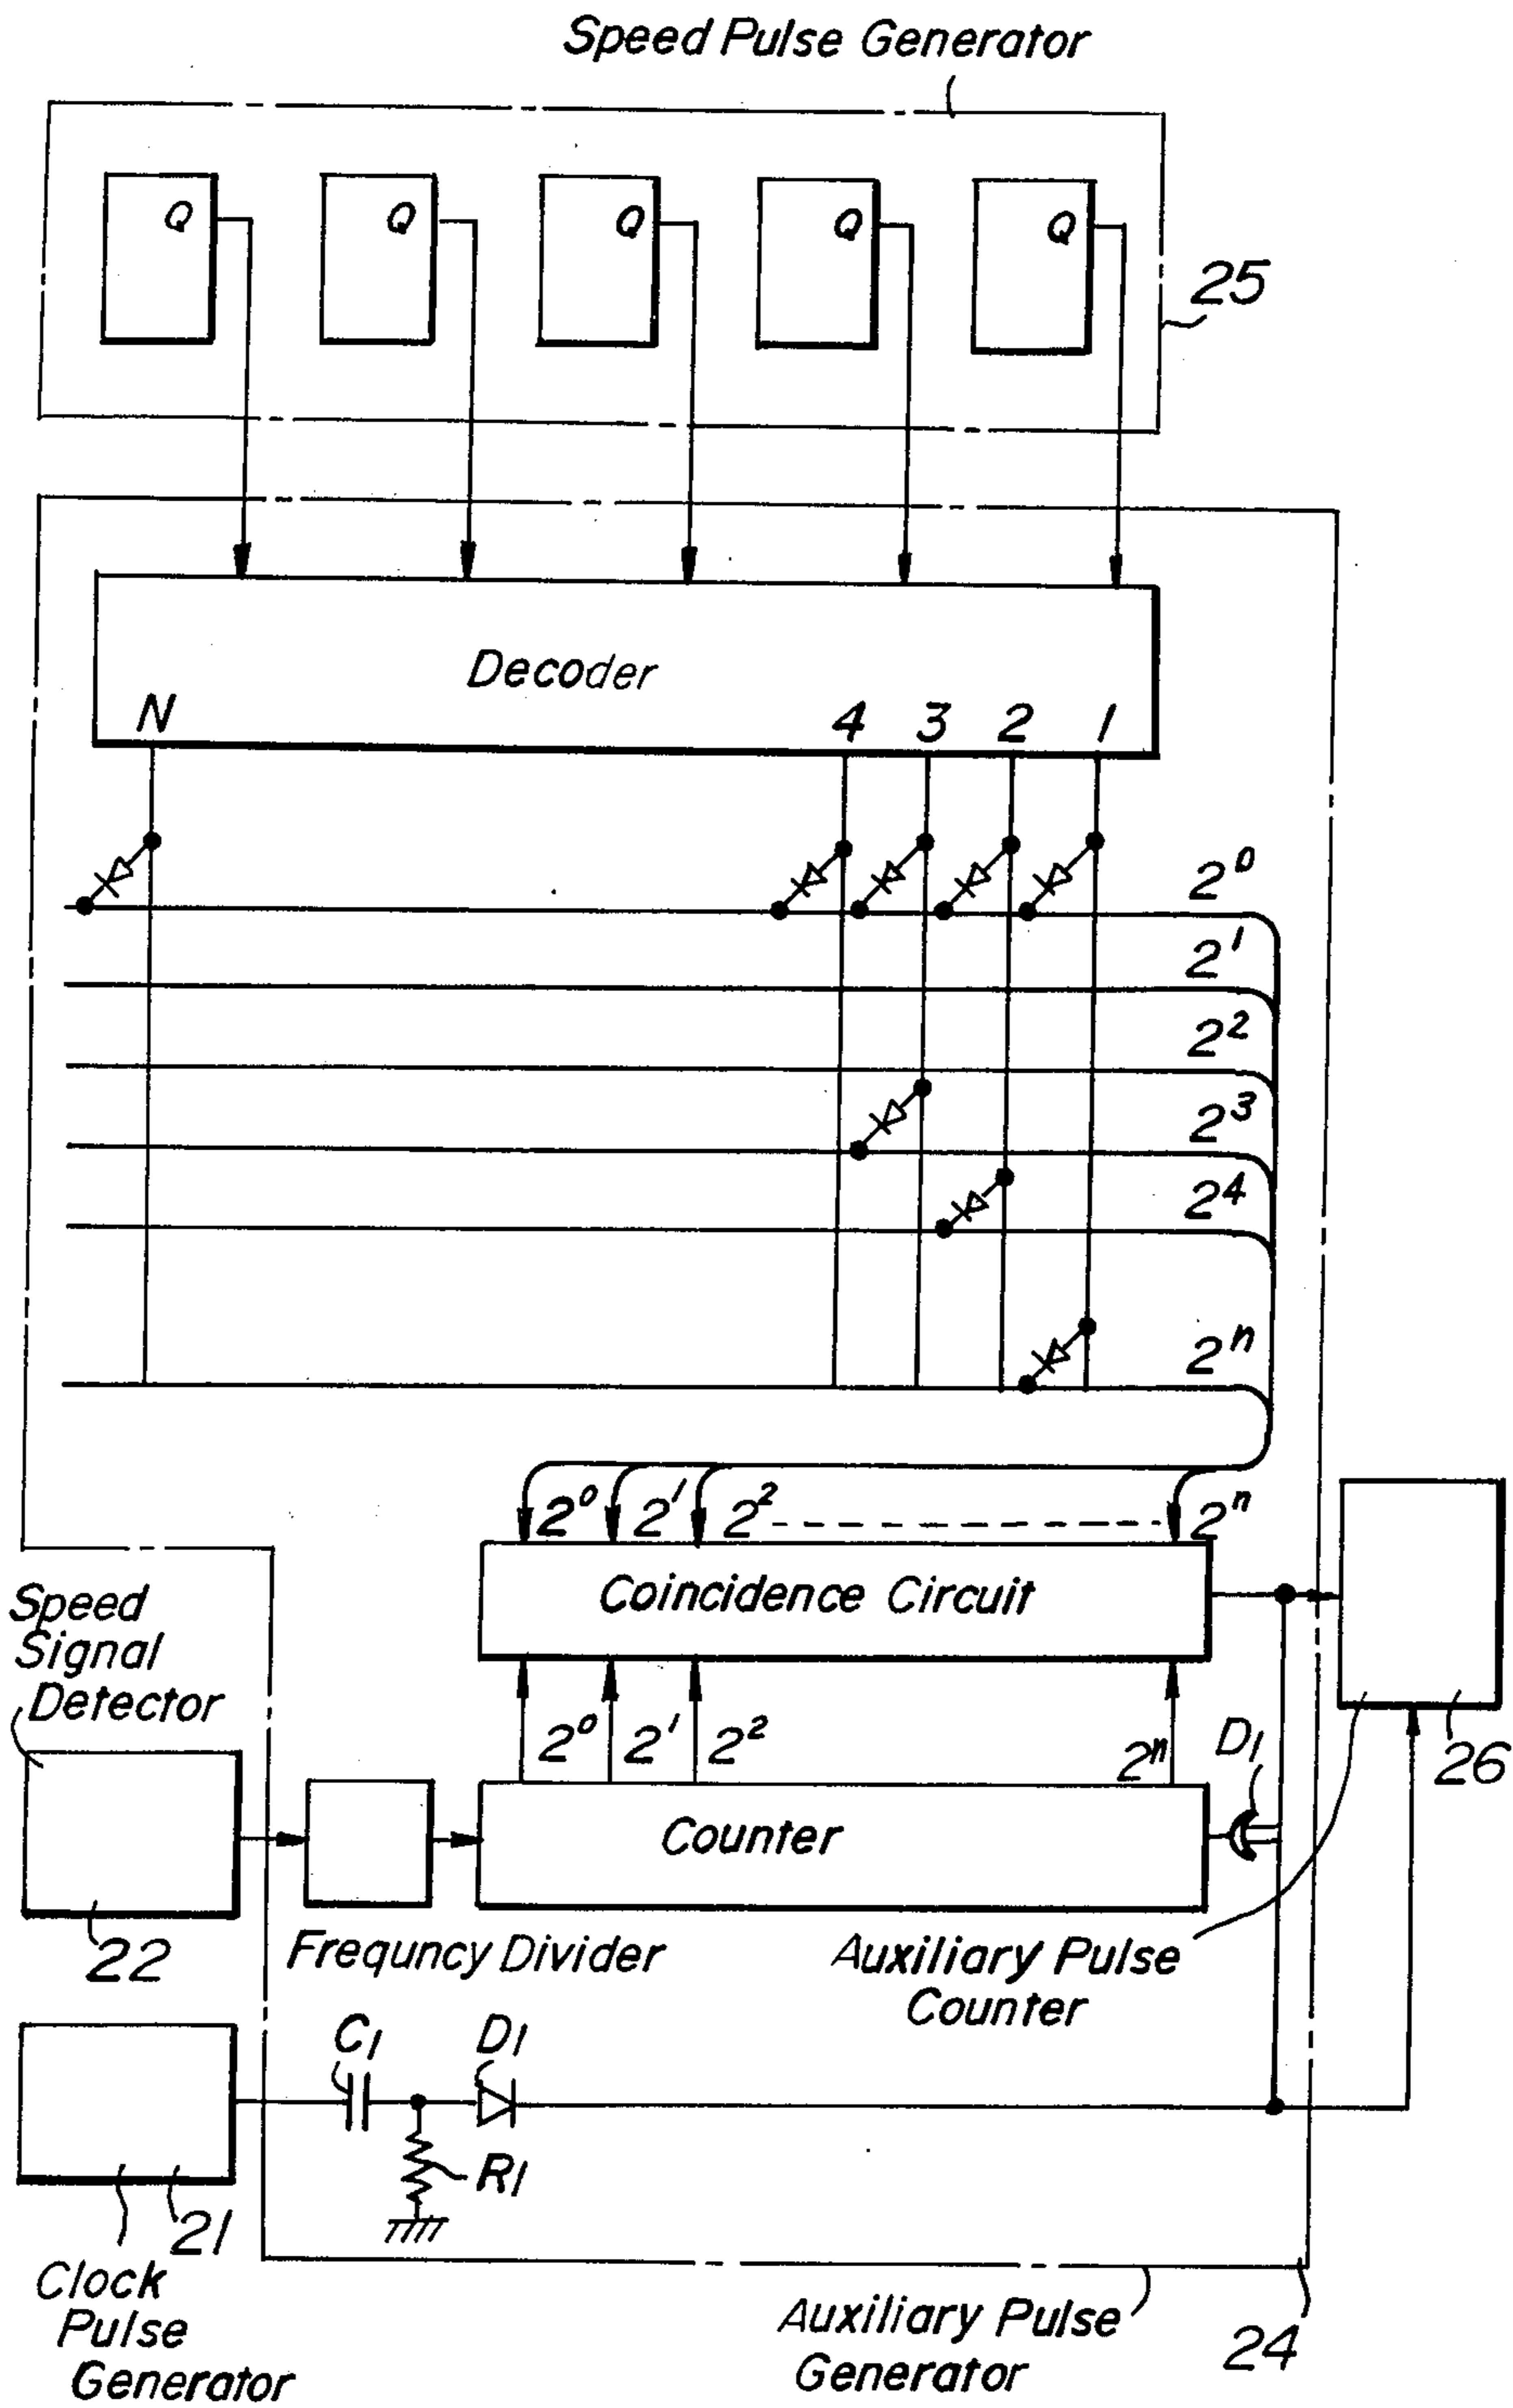 Speed Pulse Generator
Q Q Q Q Q
25
Decoder
N 4 3 2 1
2⁰
2¹
2²
2³
2⁴
2ⁿ
2⁰ 2¹ 2² 2ⁿ
Coincidence Circuit
Speed
Signal
Detector
2⁰ 2¹ 2² 2ⁿ
D1
26
Counter
22
Frequncy Divider
Auxiliary Pulse
Counter
C1
D1
R1
21
Clock
Pulse
Generator
Auxiliary Pulse
Generator
24